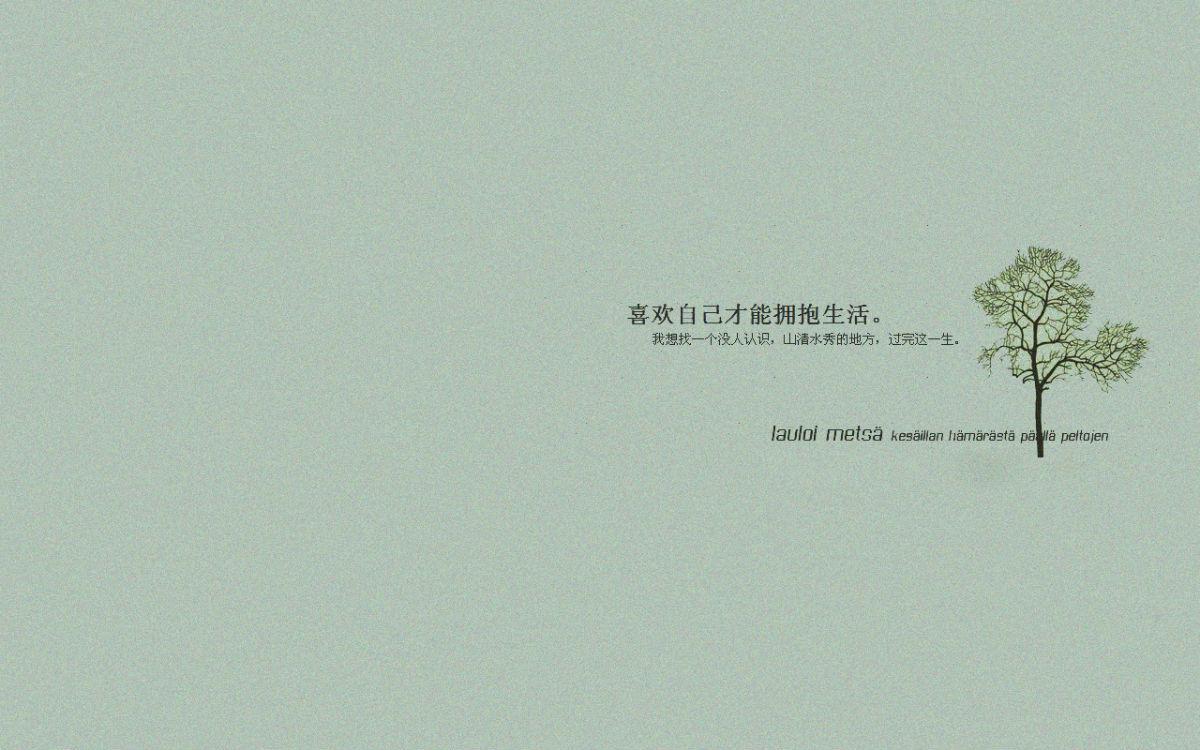 喜欢自己才能拥抱生活。
我想找一个没人认识，山清水秀的地方，过完这一生。
lauloi metsä kesäillan hämärästä päällä peltojen